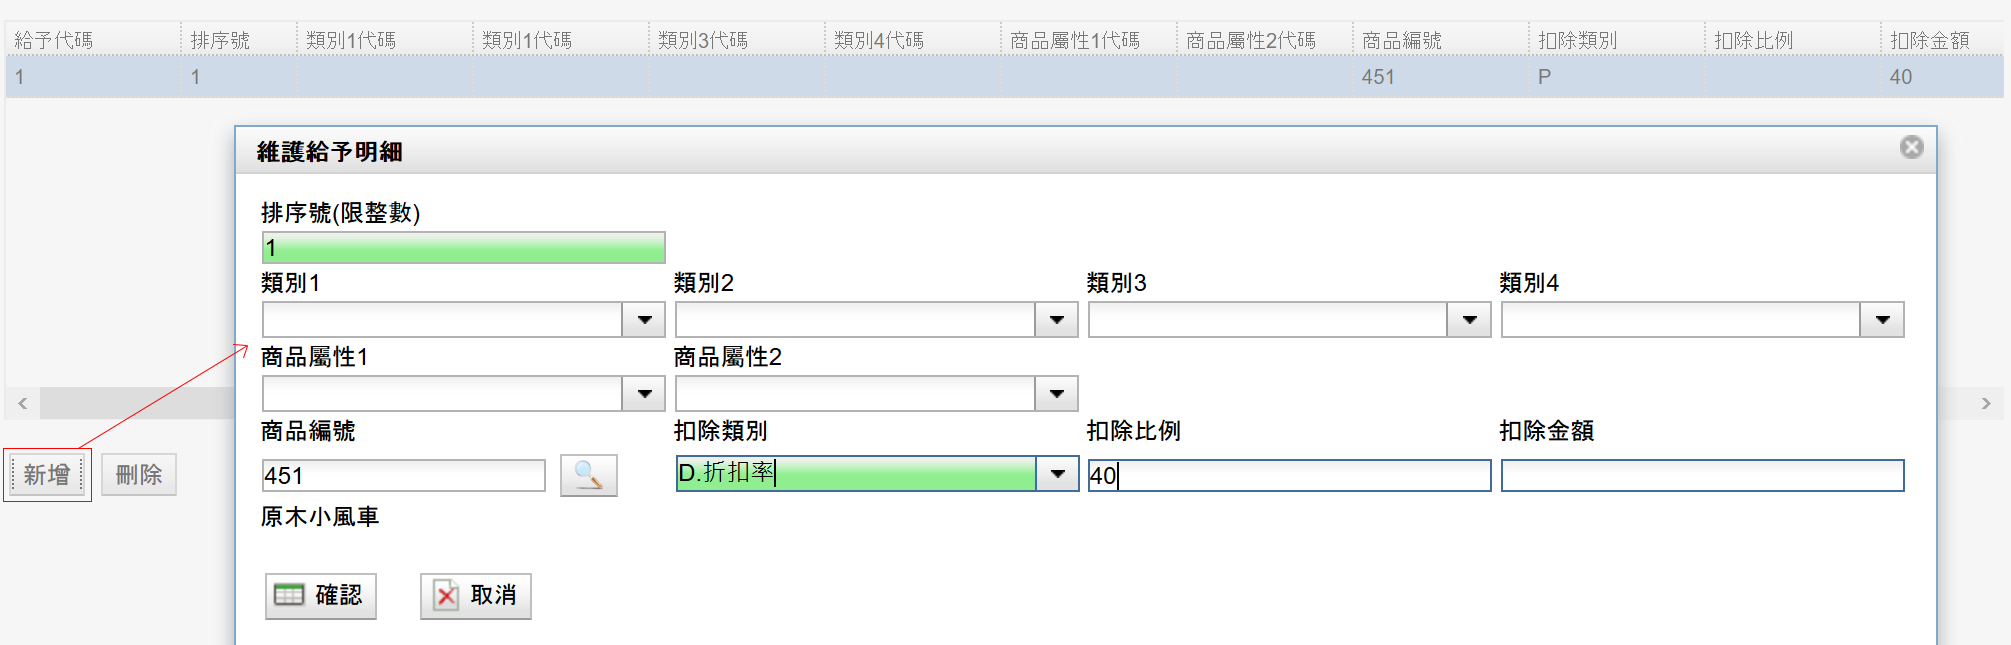 給予代碼 排序號 類別1代碼 類別1代碼 類別3代碼 類別4代碼 商品屬性1代碼 商品屬性2代碼 商品編號 扣除類別 扣除比例 扣除金額
1 1 451 P 40
維護給予明細
排序號(限整數)
1
類別1 類別2 類別3 類別4
商品屬性1 商品屬性2
商品編號 扣除類別 扣除比例 扣除金額
新增 刪除
451 D.折扣率 40
原木小風車
確認 取消